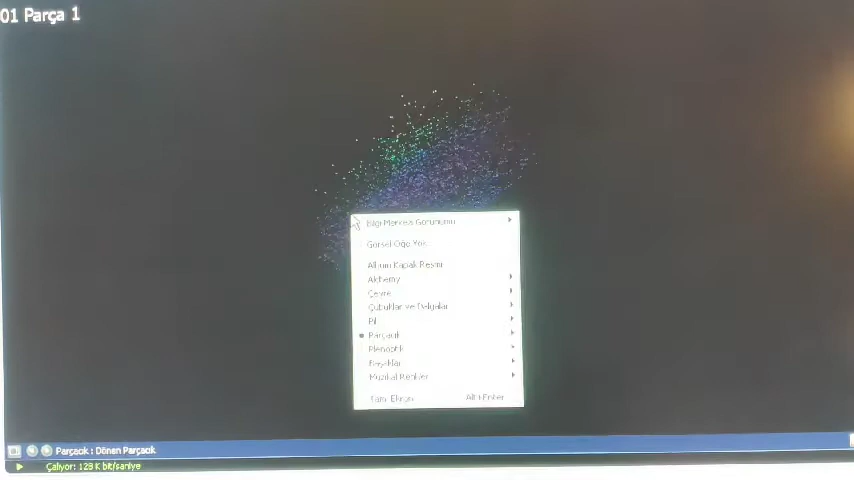 01 Parça 1
Bilgi Merkezi Görünümü
Görsel Öğe Yok
Albüm Kapak Resmi
Alchemy
Çevre
Çubuklar ve Dalgalar
Pil
Parçacık
Plenoptik
Başaklar
Müzikal Renkler
Tam Ekran Alt+Enter
Parçacık : Dönen Parçacık
Çalıyor: 128 K bit/saniye